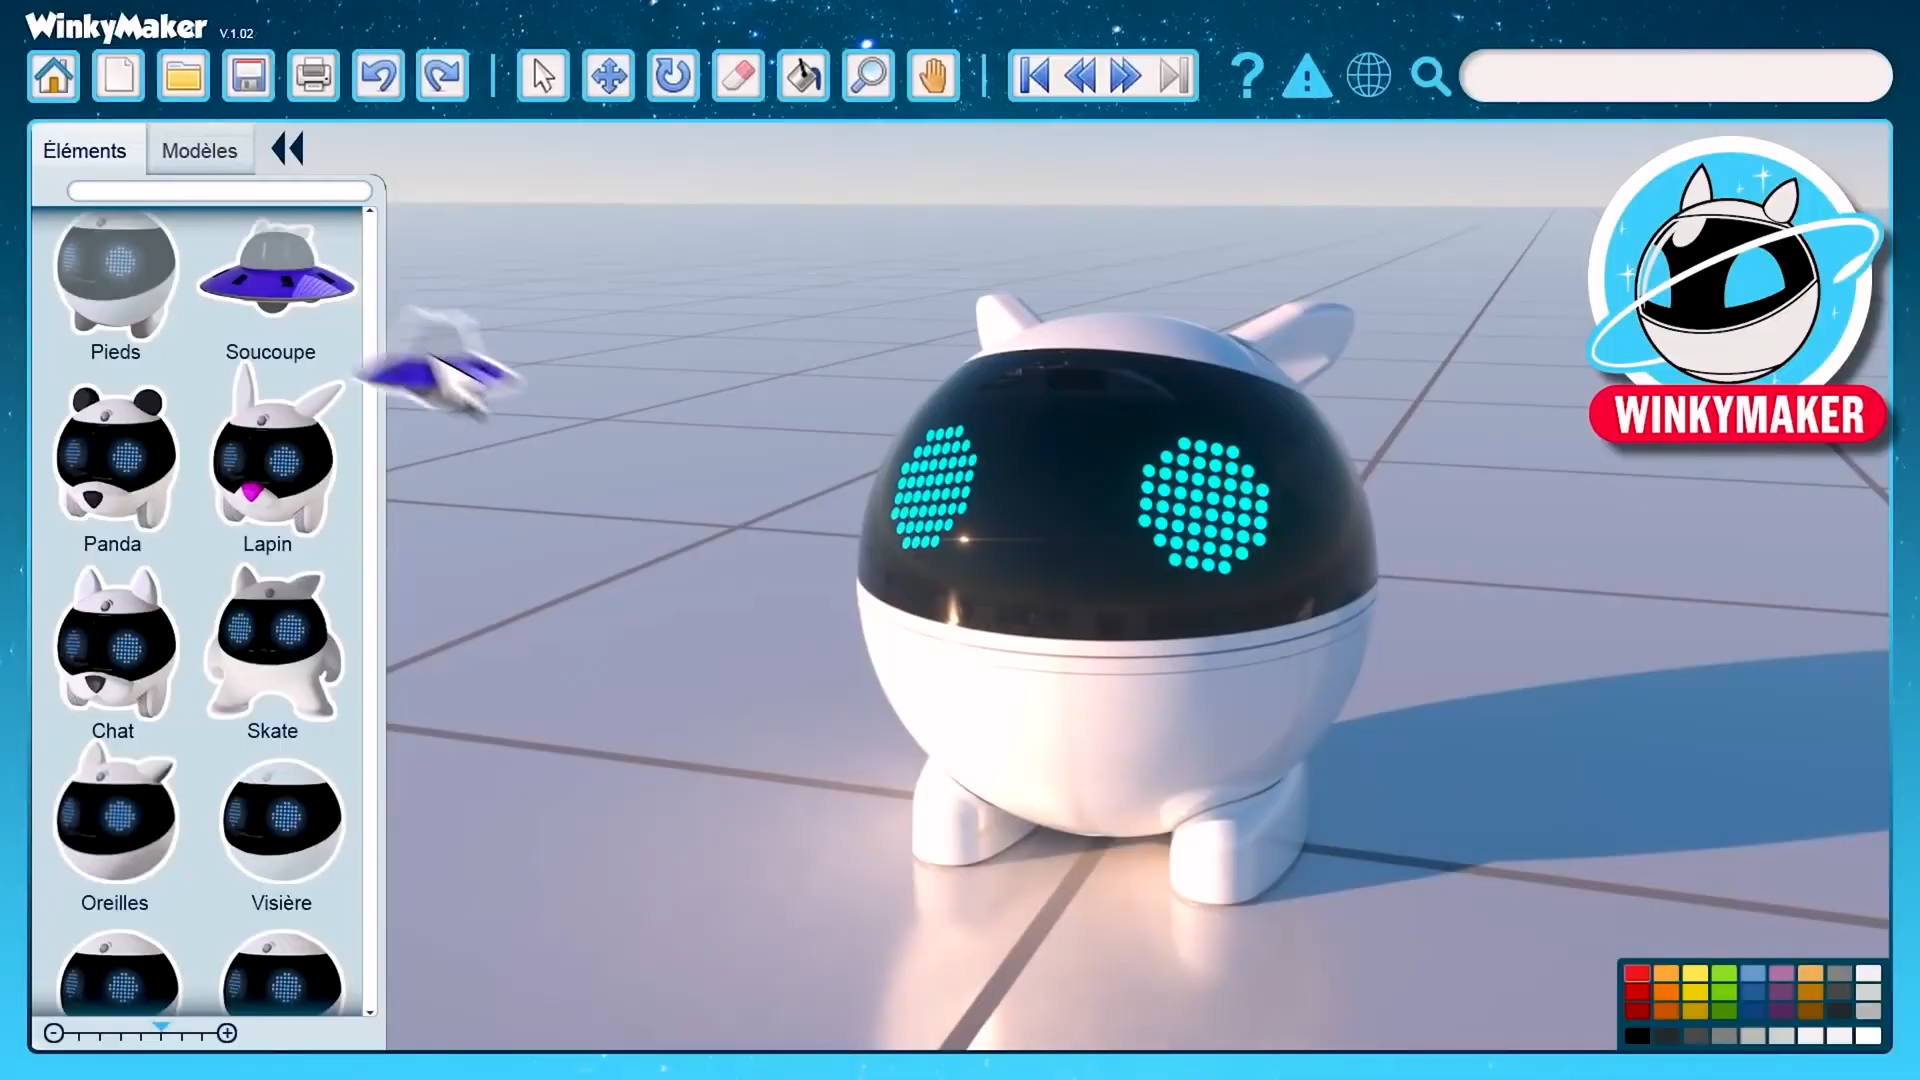 WinkyMaker V.1.02
?
Éléments Modèles
Pieds Soucoupe
Panda Lapin
Chat Skate
Oreilles Visière
WINKYMAKER